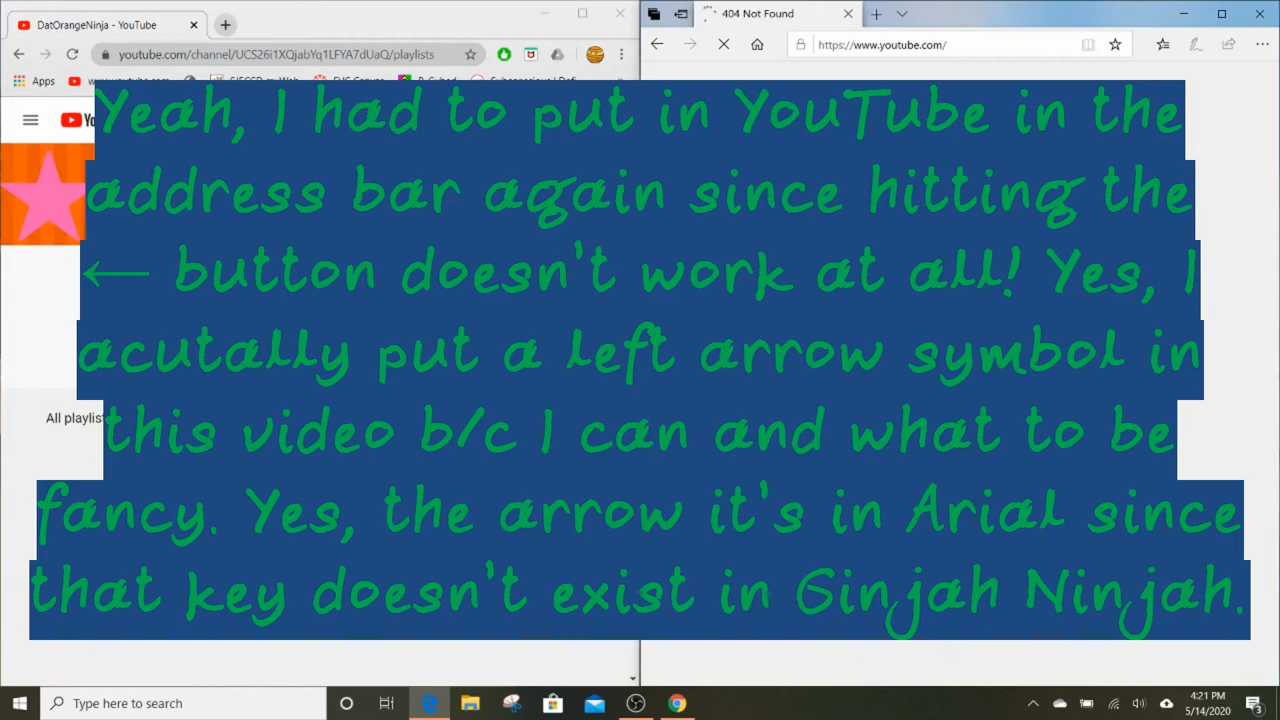 DatOrangeNinja - YouTube
404 Not Found
youtube.com/channel/UCS26i1XQjabYq1LFYA7dUaQ/playlists
https://www.youtube.com/
Apps
Yeah, I had to put in YouTube in the
address bar again since hitting the
← button doesn't work at all! Yes, I
acutally put a left arrow symbol in
this video b/c I can and what to be
fancy. Yes, the arrow it's in Arial since
that key doesn't exist in Ginjah Ninjah.
All playlist
Type here to search
4:21 PM
5/14/2020
3